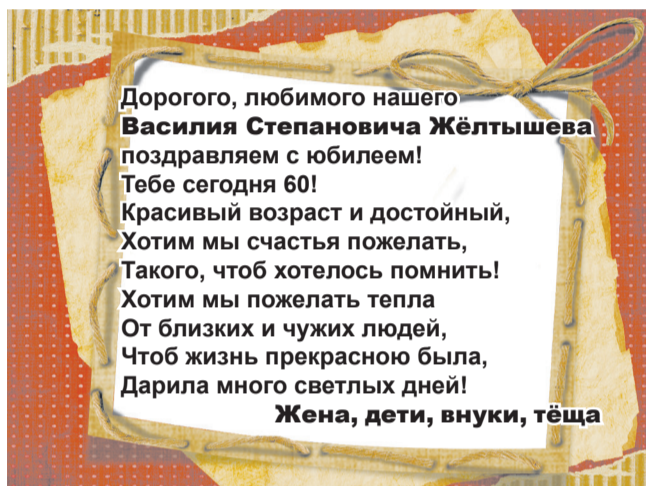 Дорогого, любимого нашего
Василия Степановича Жёлтышева
поздравляем с юбилеем!
Тебе сегодня 60!
Красивый возраст и достойный,
Хотим мы счастья пожелать,
Такого, чтоб хотелось помнить!
Хотим мы пожелать тепла
От близких и чужих людей,
Чтоб жизнь прекрасною была,
Дарила много светлых дней!
Жена, дети, внуки, тёща